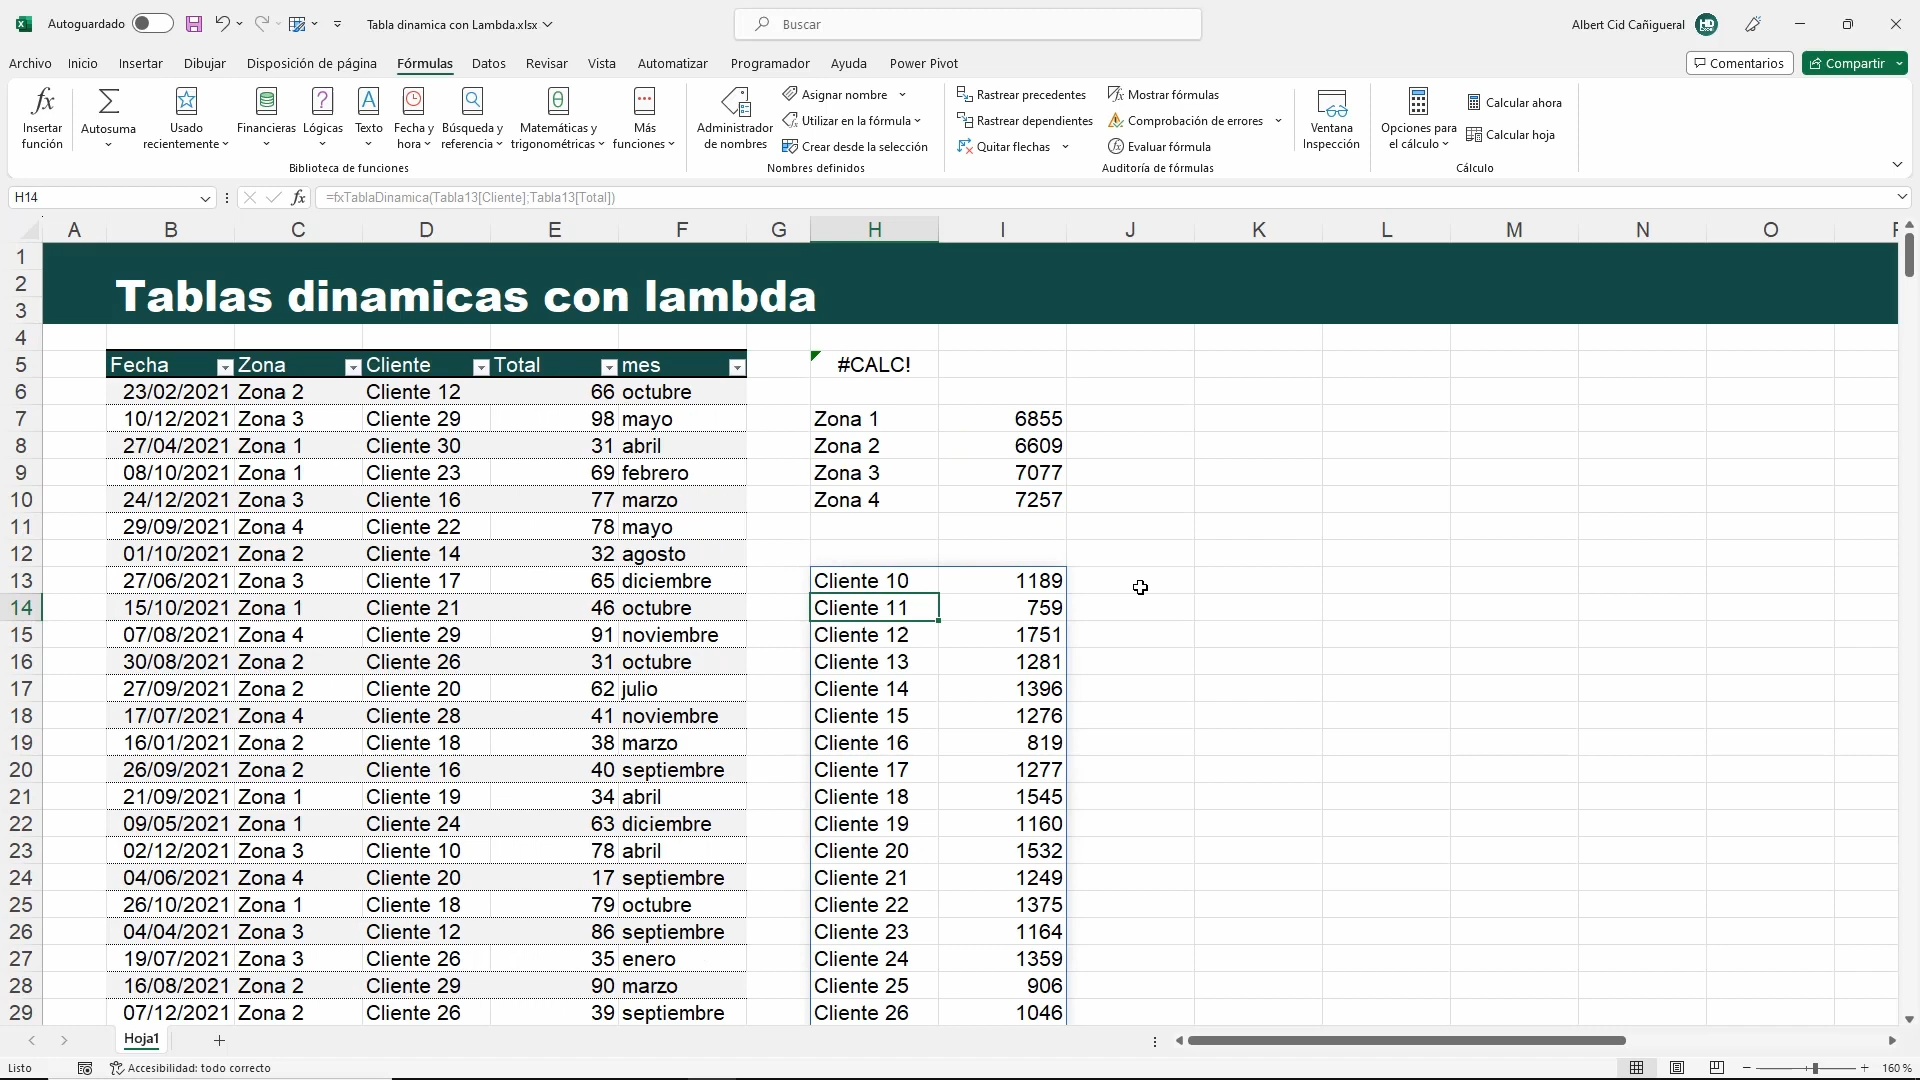 Autoguardado
Tabla dinamica con Lambda.xlsx
Buscar
Albert Cid Cañigueral
Archivo Inicio Insertar Dibujar Disposición de página Fórmulas Datos Revisar Vista Automatizar Programador Ayuda Power Pivot
Comentarios Compartir
Insertar función
Autosuma
Usado recientemente
Financieras
Lógicas
Texto
Fecha y hora
Búsqueda y referencia
Matemáticas y trigonométricas
Más funciones
Biblioteca de funciones
Administrador de nombres
Asignar nombre
Utilizar en la fórmula
Crear desde la selección
Nombres definidos
Rastrear precedentes
Rastrear dependientes
Quitar flechas
Mostrar fórmulas
Comprobación de errores
Evaluar fórmula
Auditoría de fórmulas
Ventana Inspección
Opciones para el cálculo
Calcular ahora
Calcular hoja
Cálculo
H14
fx =fxTablaDinamica(Tabla13[Cliente];Tabla13[Total])
A B C D E F G H I J K L M N O
1
2 Tablas dinamicas con lambda
3
4
5 Fecha Zona Cliente Total mes #CALC!
6 23/02/2021 Zona 2 Cliente 12 66 octubre
7 10/12/2021 Zona 3 Cliente 29 98 mayo Zona 1 6855
8 27/04/2021 Zona 1 Cliente 30 31 abril Zona 2 6609
9 08/10/2021 Zona 1 Cliente 23 69 febrero Zona 3 7077
10 24/12/2021 Zona 3 Cliente 16 77 marzo Zona 4 7257
11 29/09/2021 Zona 4 Cliente 22 78 mayo
12 01/10/2021 Zona 2 Cliente 14 32 agosto
13 27/06/2021 Zona 3 Cliente 17 65 diciembre Cliente 10 1189
14 15/10/2021 Zona 1 Cliente 21 46 octubre Cliente 11 759
15 07/08/2021 Zona 4 Cliente 29 91 noviembre Cliente 12 1751
16 30/08/2021 Zona 2 Cliente 26 31 octubre Cliente 13 1281
17 27/09/2021 Zona 2 Cliente 20 62 julio Cliente 14 1396
18 17/07/2021 Zona 4 Cliente 28 41 noviembre Cliente 15 1276
19 16/01/2021 Zona 2 Cliente 18 38 marzo Cliente 16 819
20 26/09/2021 Zona 2 Cliente 16 40 septiembre Cliente 17 1277
21 21/09/2021 Zona 1 Cliente 19 34 abril Cliente 18 1545
22 09/05/2021 Zona 1 Cliente 24 63 diciembre Cliente 19 1160
23 02/12/2021 Zona 3 Cliente 10 78 abril Cliente 20 1532
24 04/06/2021 Zona 4 Cliente 20 17 septiembre Cliente 21 1249
25 26/10/2021 Zona 1 Cliente 18 79 octubre Cliente 22 1375
26 04/04/2021 Zona 3 Cliente 12 86 septiembre Cliente 23 1164
27 19/07/2021 Zona 3 Cliente 26 35 enero Cliente 24 1359
28 16/08/2021 Zona 2 Cliente 29 90 marzo Cliente 25 906
29 07/12/2021 Zona 2 Cliente 26 39 septiembre Cliente 26 1046
Hoja1
Listo Accesibilidad: todo correcto 160 %